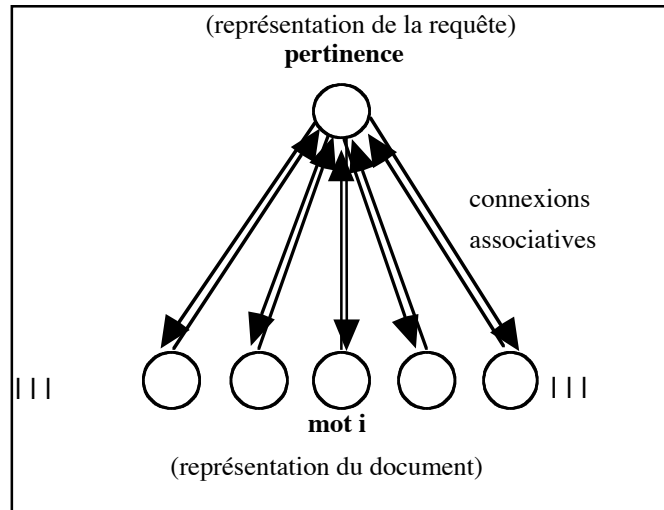 (représentation de la requête)
pertinence
connexions
associatives
| | |
| | |
mot i
(représentation du document)